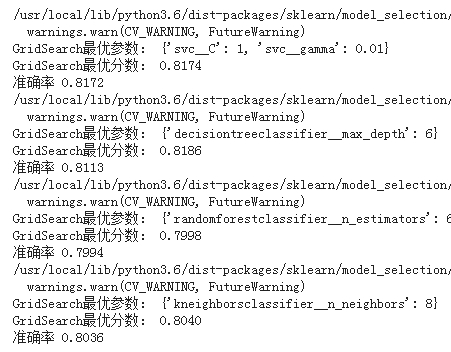 /usr/local/lib/python3.6/dist-packages/sklearn/model_selection/
warnings.warn(CV_WARNING, FutureWarning)
GridSearch最优参数： {'svc__C': 1, 'svc__gamma': 0.01}
GridSearch最优分数： 0.8174
准确率 0.8172
/usr/local/lib/python3.6/dist-packages/sklearn/model_selection/
warnings.warn(CV_WARNING, FutureWarning)
GridSearch最优参数： {'decisiontreeclassifier__max_depth': 6}
GridSearch最优分数： 0.8186
准确率 0.8113
/usr/local/lib/python3.6/dist-packages/sklearn/model_selection/
warnings.warn(CV_WARNING, FutureWarning)
GridSearch最优参数： {'randomforestclassifier__n_estimators': 6
GridSearch最优分数： 0.7998
准确率 0.7994
/usr/local/lib/python3.6/dist-packages/sklearn/model_selection/
warnings.warn(CV_WARNING, FutureWarning)
GridSearch最优参数： {'kneighborsclassifier__n_neighbors': 8}
GridSearch最优分数： 0.8040
准确率 0.8036